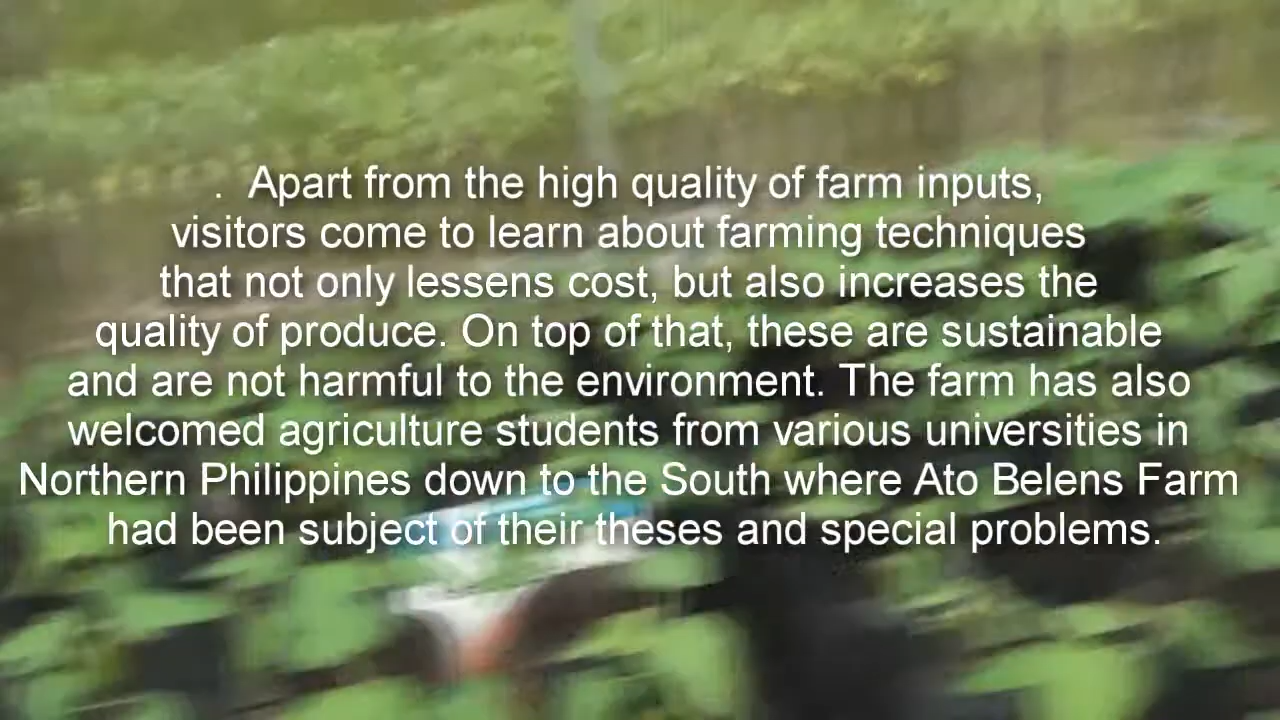 .  Apart from the high quality of farm inputs,
visitors come to learn about farming techniques
that not only lessens cost, but also increases the
quality of produce. On top of that, these are sustainable
and are not harmful to the environment. The farm has also
welcomed agriculture students from various universities in
Northern Philippines down to the South where Ato Belens Farm
had been subject of their theses and special problems.